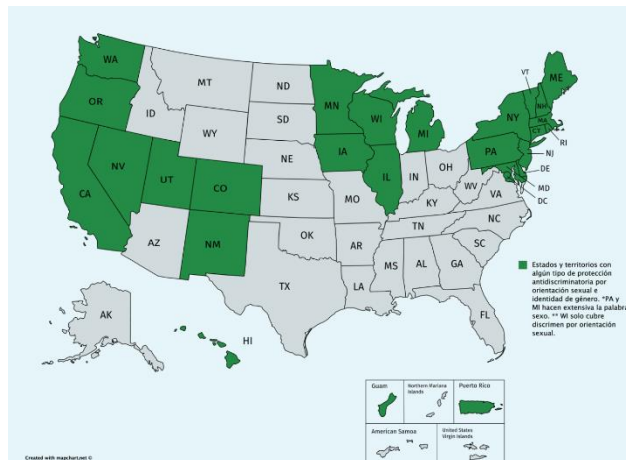 WA
MT
ND
MN
VT
ME
OR
ID
SD
WI
MI
NY
NH
MA
CY
RI
WY
IA
PA
NJ
NE
NV
UT
CO
IL
IN
OH
DE
MD
DC
CA
KS
MO
WV
VA
KY
NC
TN
AZ
NM
OK
AR
SC
MS
AL
GA
TX
LA
FL
AK
HI
Estados y territorios con
algún tipo de protección
antidiscriminatoria por
orientación sexual e
identidad de género. *PA y
MI hacen extensiva la palabra
sexo. ** WI solo cubre
discrimen por orientación
sexual.
Guam
Northern Mariana
Islands
Puerto Rico
American Samoa
United States
Virgin Islands
Created with mapchart.net ©